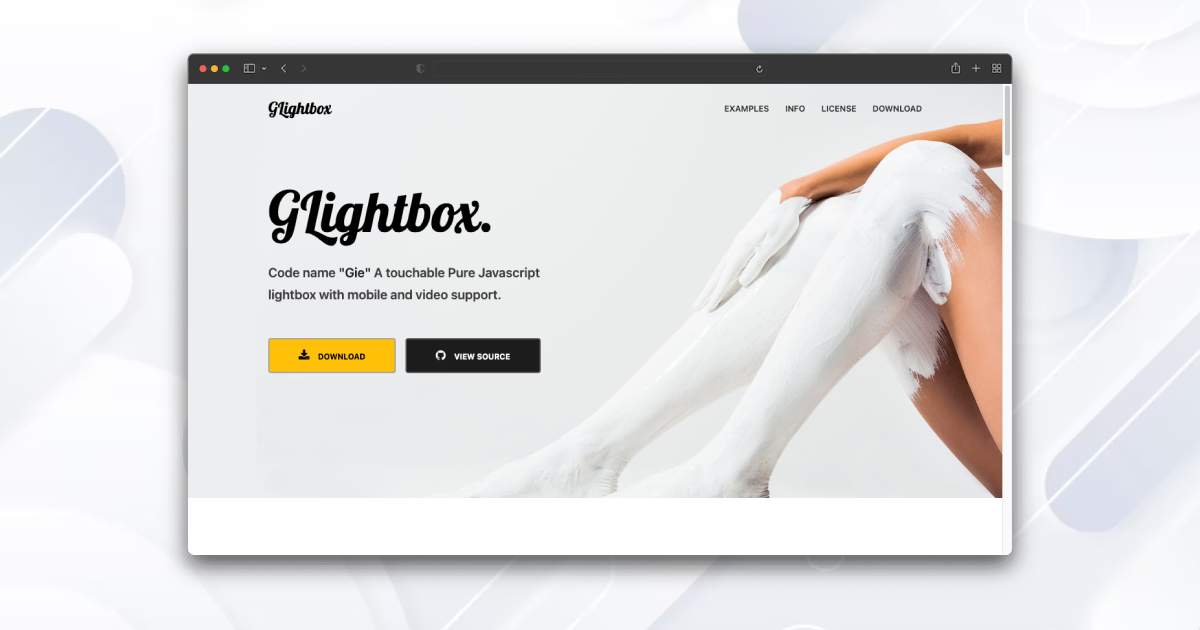 GLightbox
EXAMPLES INFO LICENSE DOWNLOAD
GLightbox.
Code name "Gie" A touchable Pure Javascript
lightbox with mobile and video support.
DOWNLOAD VIEW SOURCE